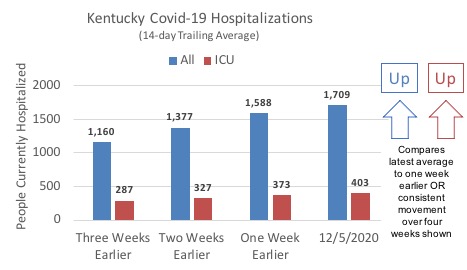 Kentucky Covid-19 Hospitalizations
(14-day Trailing Average)
All ICU
People Currently Hospitalized
2000
1500
1000
500
0
1,160
287
1,377
327
1,588
373
1,709
403
Three Weeks
Earlier
Two Weeks
Earlier
One Week
Earlier
12/5/2020
Up Up
Compares
latest average
to one week
earlier OR
consistent
movement
over four
weeks shown